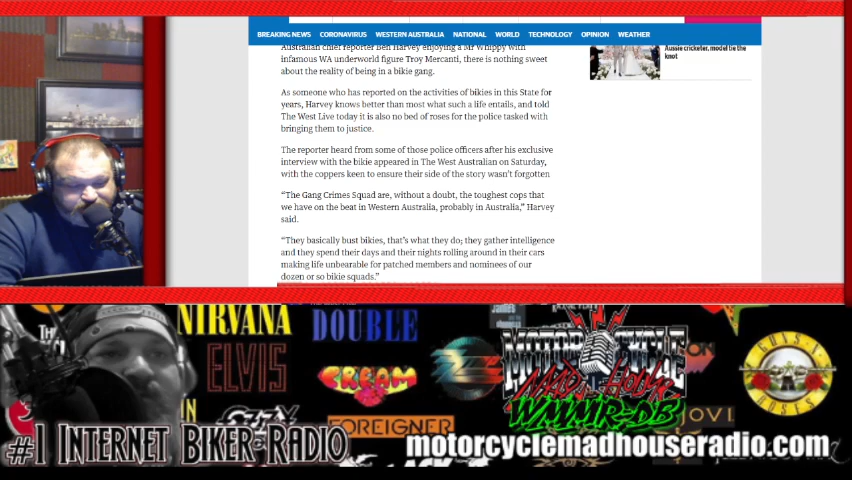 BREAKING NEWS CORONAVIRUS WESTERN AUSTRALIA NATIONAL WORLD TECHNOLOGY OPINION WEATHER
Australian chief reporter Ben Harvey enjoying a Mr Whippy with
infamous WA underworld figure Troy Mercanti, there is nothing sweet
about the reality of being in a bikie gang.
Aussie cricketer, model tie the
knot
As someone who has reported on the activities of bikies in this State for
years, Harvey knows better than most what such a life entails, and told
The West Live today it is also no bed of roses for the police tasked with
bringing them to justice.
The reporter heard from some of those police officers after his exclusive
interview with the bikie appeared in The West Australian on Saturday,
with the coppers keen to ensure their side of the story wasn't forgotten
"The Gang Crimes Squad are, without a doubt, the toughest cops that
we have on the beat in Western Australia, probably in Australia," Harvey
said.
"They basically bust bikies, that's what they do; they gather intelligence
and they spend their days and their nights rolling around in their cars
making life unbearable for patched members and nominees of our
dozen or so bikie squads."
NIRVANA
DOUBLE
ELVIS
CREAM
FOREIGNER
MOTORCYCLE
MAD HOUSE
WMMR-DB
GUNS N
ROSES
#1 INTERNET BIKER RADIO
motorcyclemadhouseradio.com